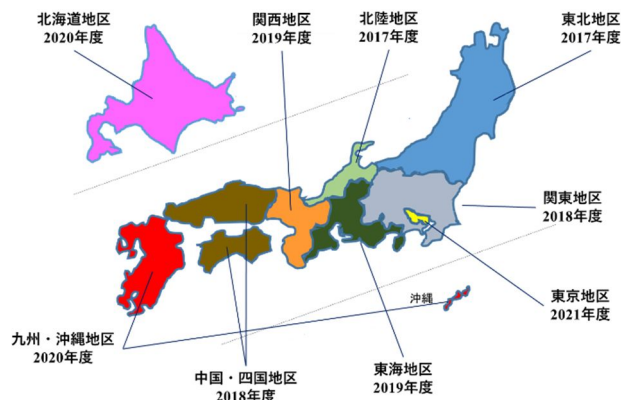 北海道地区
2020年度
関西地区
2019年度
北陸地区
2017年度
東北地区
2017年度
関東地区
2018年度
沖縄
東京地区
2021年度
九州・沖縄地区
2020年度
中国・四国地区
2018年度
東海地区
2019年度